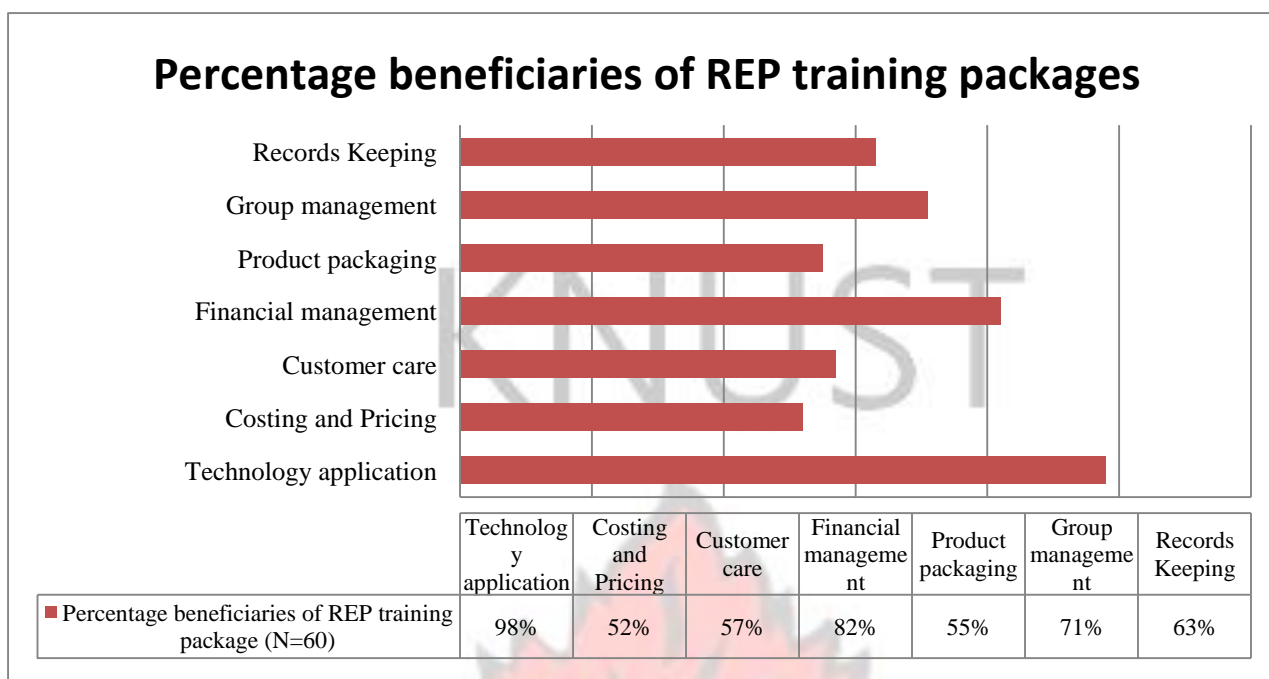 Percentage beneficiaries of REP training packages
Records Keeping
Group management
Product packaging
Financial management
Customer care
Costing and Pricing
Technology application
KNUST
Technolog
y
application
Costing
and
Pricing
Customer
care
Financial
manageme
nt
Product
packaging
Group
manageme
nt
Records
Keeping
Percentage beneficiaries of REP training
package (N=60)
98% 52% 57% 82% 55% 71% 63%